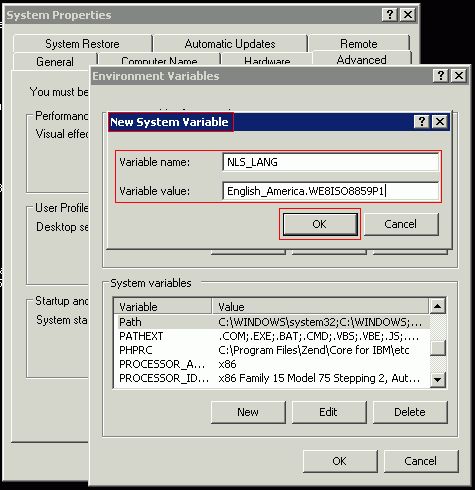 System Properties
System Restore
Automatic Updates
Remote
General
Computer Name
Hardware
Advanced
You must be
Performanc
Visual effec
User Profile
Desktop se
Startup and
System sta
Environment Variables
New System Variable
Variable name:
NLS_LANG
Variable value:
English_America.WE8ISO8859P1
OK
Cancel
System variables
Variable
Value
Path
C:\WINDOWS\system32;C:\WINDOWS;...
PATHEXT
.COM;.EXE;.BAT;.CMD;.VBS;.VBE;.JS;....
PHPRC
C:\Program Files\Zend\Core for IBM\etc
PROCESSOR_A...
x86
PROCESSOR_ID...
x86 Family 15 Model 75 Stepping 2, Aut...
New
Edit
Delete
OK
Cancel